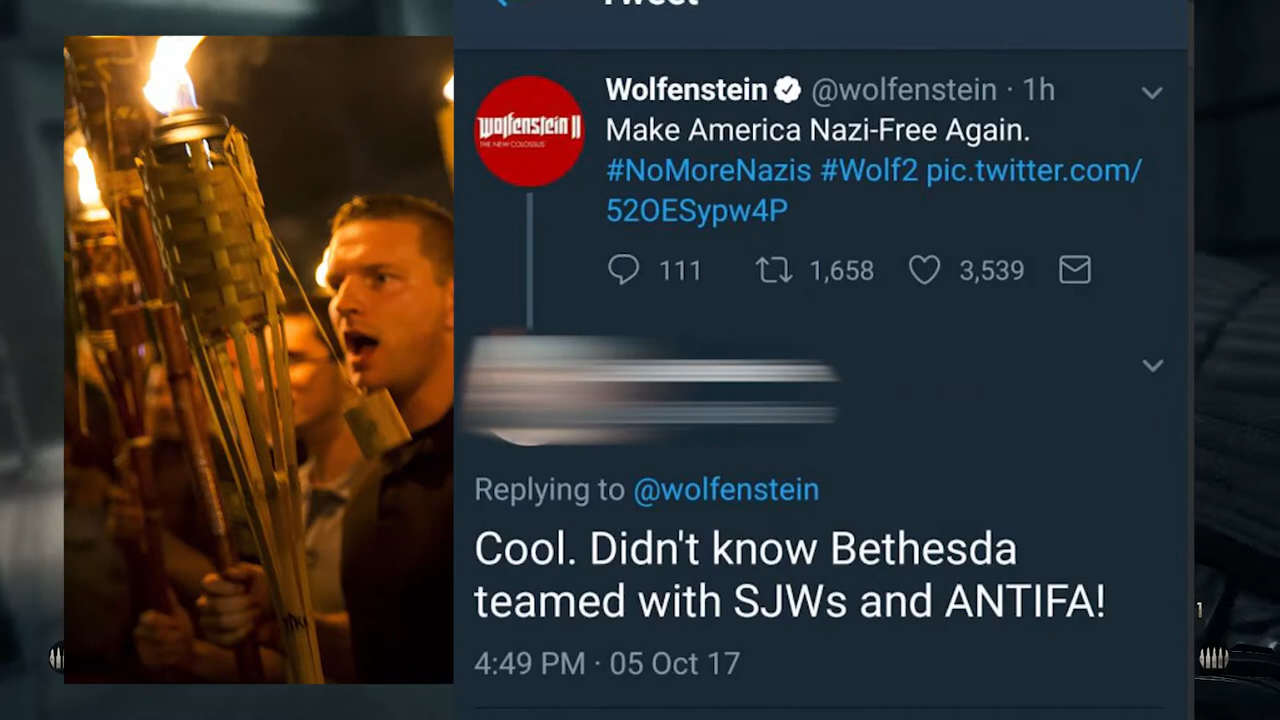 Tweet
Wolfenstein @wolfenstein · 1h
wolfenstein II
THE NEW COLOSSUS
Make America Nazi-Free Again.
#NoMoreNazis #Wolf2 pic.twitter.com/
52OESypw4P
111 1,658 3,539
Replying to @wolfenstein
Cool. Didn't know Bethesda
teamed with SJWs and ANTIFA!
4:49 PM · 05 Oct 17
1